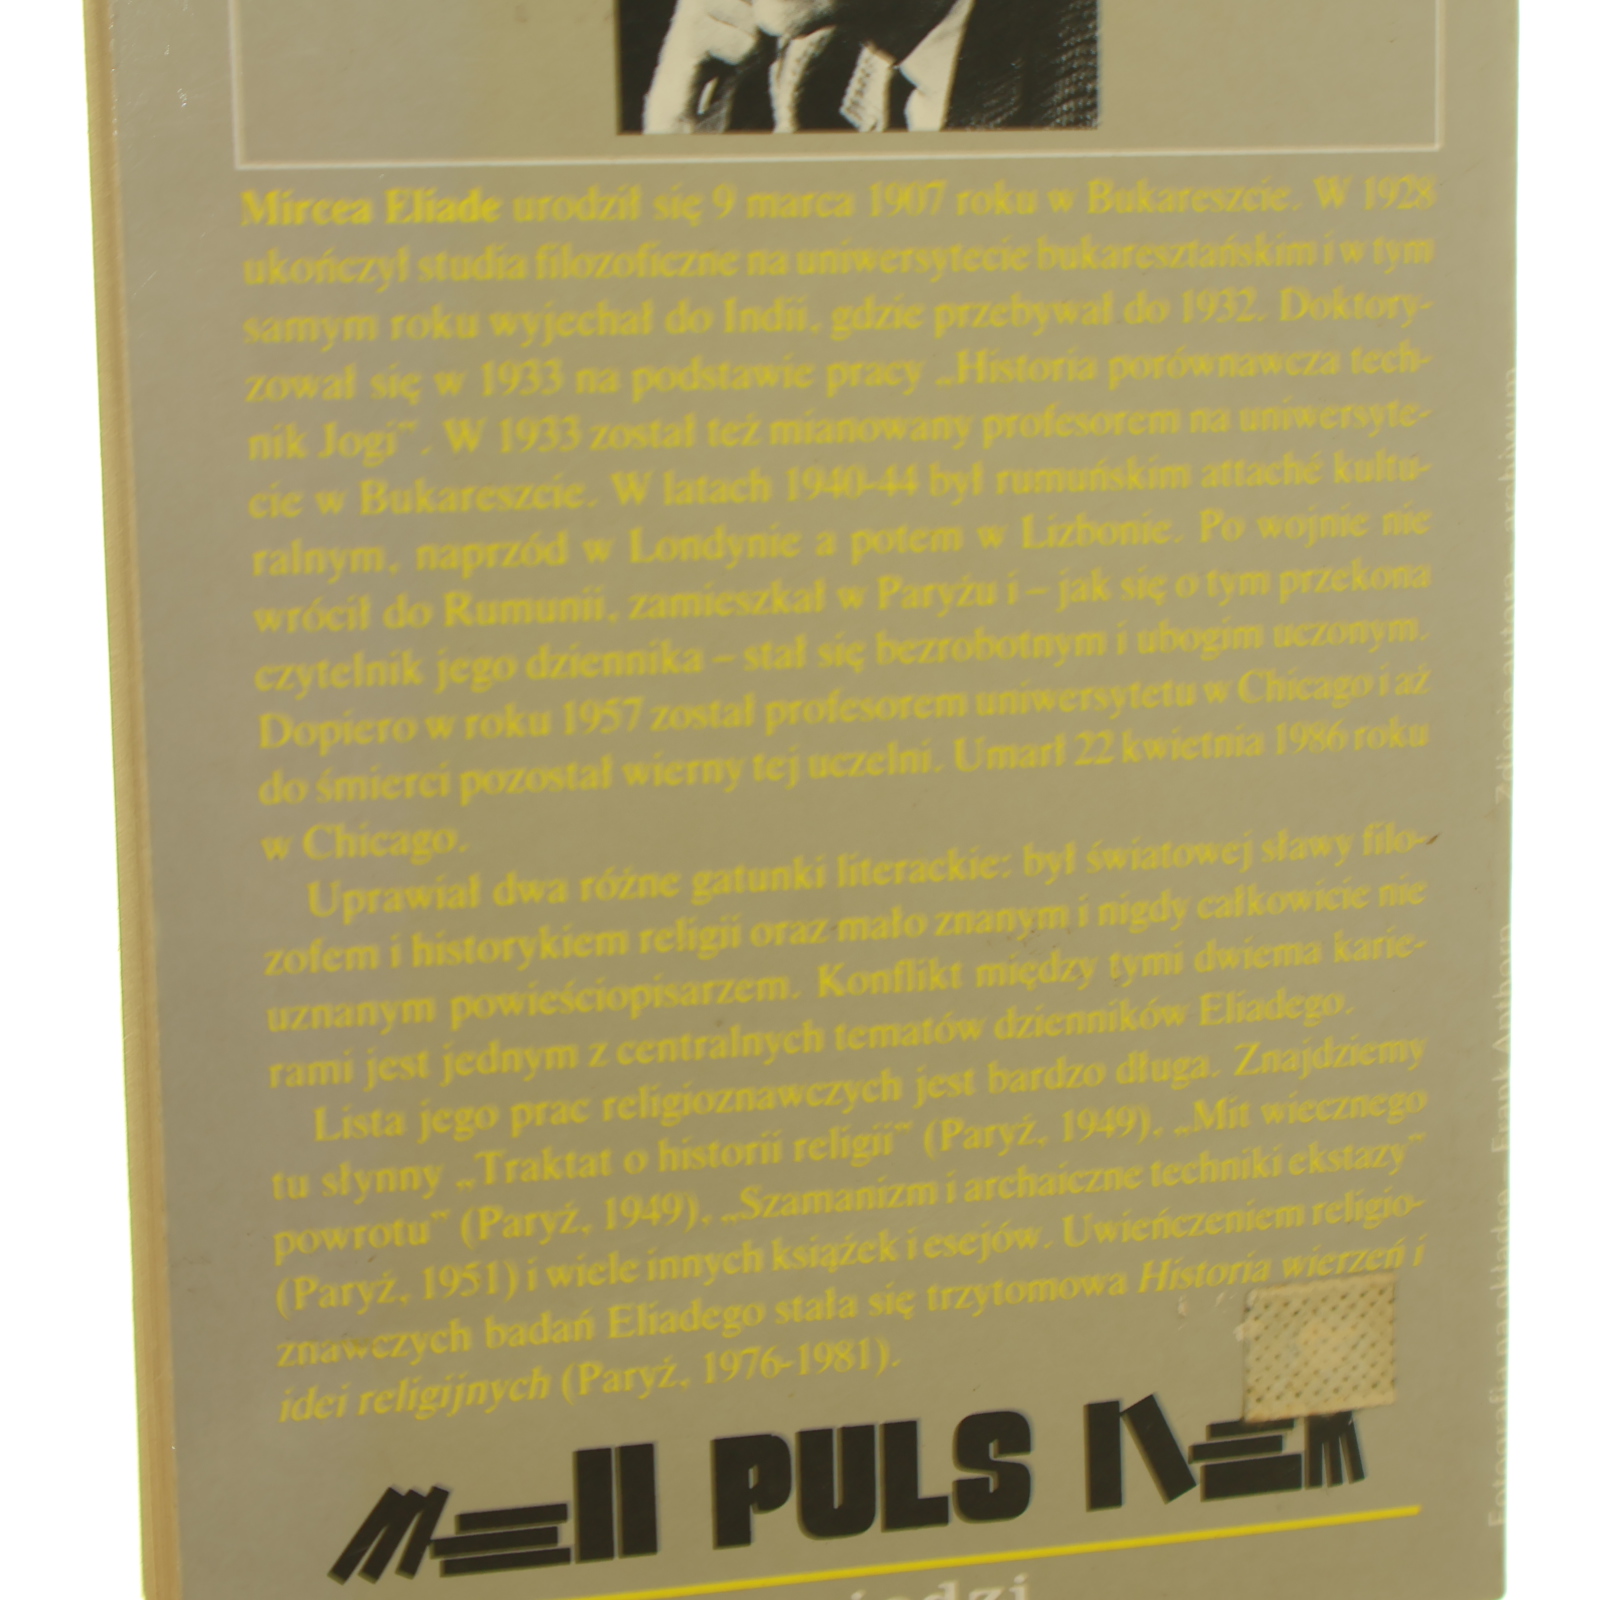 Mircea Eliade urodził się 9 marca 1907 roku w Bukareszcie. W 1928
ukończył studia filozoficzne na uniwersytecie bukaresztańskim i w tym
samym roku wyjechał do Indii, gdzie przebywał do 1932. Doktory-
zował się w 1933 na podstawie pracy „Historia porównawcza tech-
nik Jogi”. W 1933 został też mianowany profesorem na uniwersyte-
cie w Bukareszcie. W latach 1940-44 był rumuńskim attaché kultu-
ralnym, naprzód w Londynie a potem w Lizbonie. Po wojnie nie
wrócił do Rumunii, zamieszkał w Paryżu i – jak się o tym przekona
czytelnik jego dziennika – stał się bezrobotnym i ubogim uczonym.
Dopiero w roku 1957 został profesorem uniwersytetu w Chicago i aż
do śmierci pozostał wierny tej uczelni. Umarł 22 kwietnia 1986 roku
w Chicago.
Uprawiał dwa różne gatunki literackie: był światowej sławy filo-
zofem i historykiem religii oraz mało znanym i nigdy całkowicie nie
uznanym powieściopisarzem. Konflikt między tymi dwiema karie-
rami jest jednym z centralnych tematów dzienników Eliadego.
Lista jego prac religioznawczych jest bardzo długa. Znajdziemy
tu słynny „Traktat o historii religii” (Paryż, 1949), „Mit wiecznego
powrotu” (Paryż, 1949), „Szamanizm i archaiczne techniki ekstazy”
(Paryż, 1951) i wiele innych książek i esejów. Uwieńczeniem religio-
znawczych badań Eliadego stała się trzytomowa Historia wierzeń i
idei religijnych (Paryż, 1976-1981).
PULS
Fotografia na okładce Frank Anthorn Zdjęcie autora – archiwum